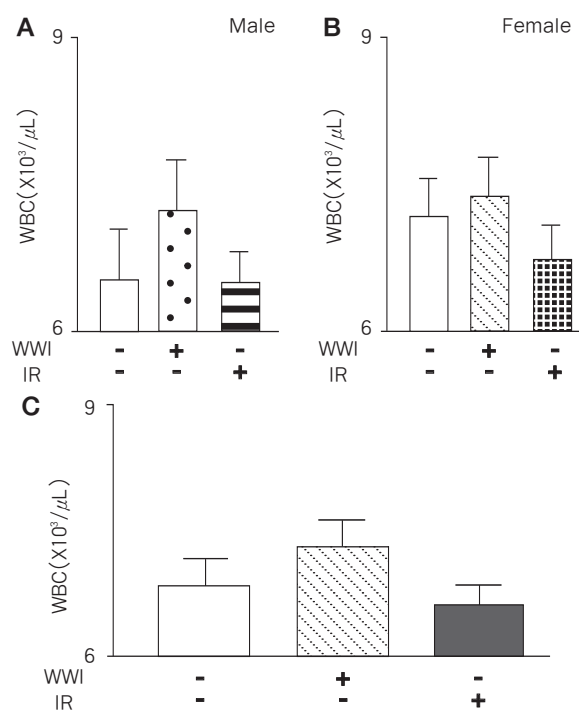 A Male
9
WBC(X10³/μL)
6
WWI - + -
IR - - +
B Female
9
WBC(X10³/μL)
6
WWI - + -
IR - - +
C
9
WBC(X10³/μL)
6
WWI - + -
IR - - +